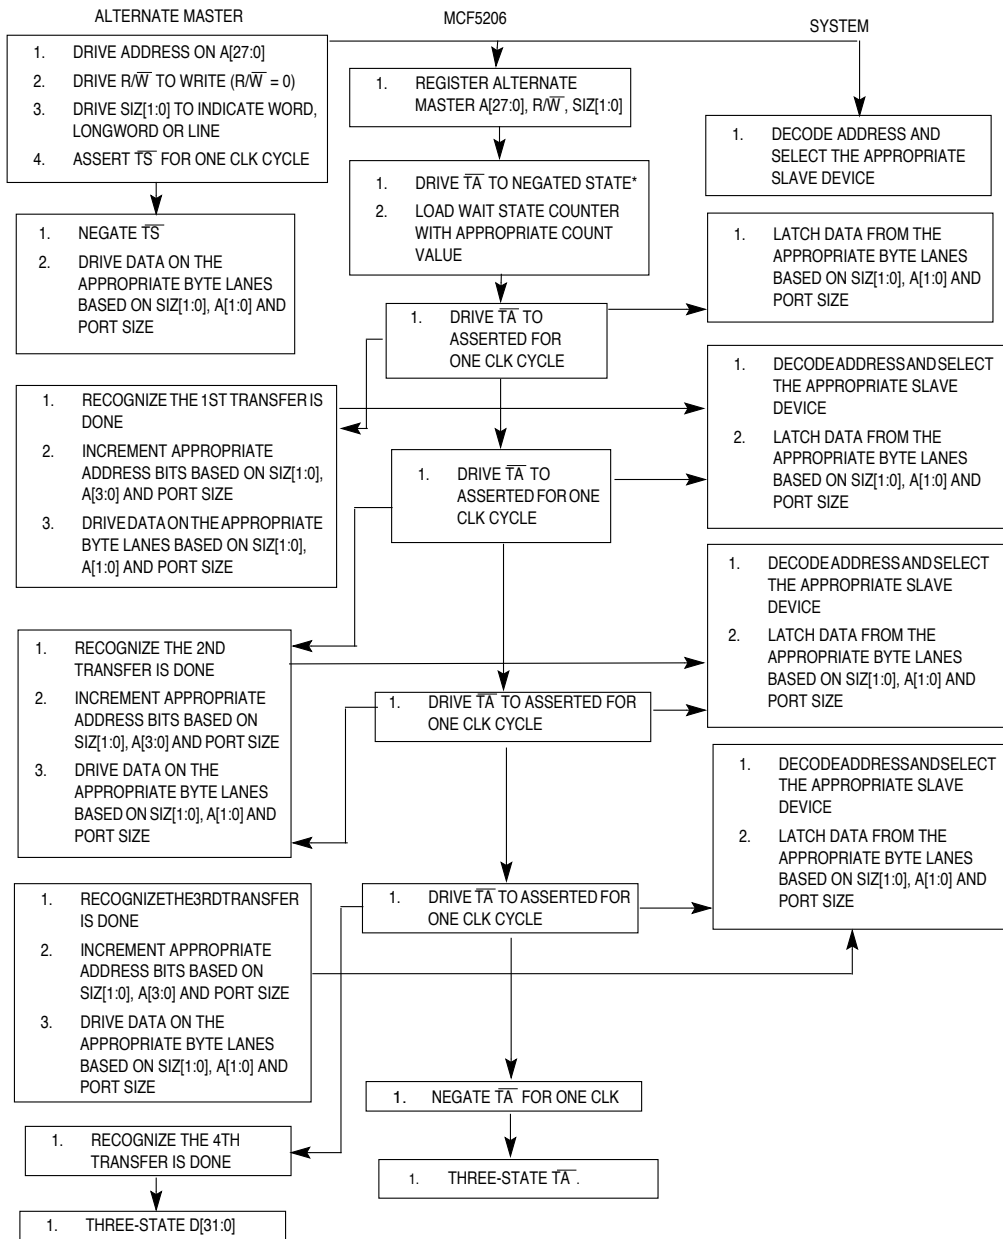 ALTERNATE MASTER
1. DRIVE ADDRESS ON A[27:0]
2. DRIVE R/W̅ TO WRITE (R/W̅ = 0)
3. DRIVE SIZ[1:0] TO INDICATE WORD,
LONGWORD OR LINE
4. ASSERT T̅S̅ FOR ONE CLK CYCLE
1. NEGATE T̅S̅
2. DRIVE DATA ON THE
APPROPRIATE BYTE LANES
BASED ON SIZ[1:0], A[1:0] AND
PORT SIZE
1. RECOGNIZE THE 1ST TRANSFER IS
DONE
2. INCREMENT APPROPRIATE
ADDRESS BITS BASED ON SIZ[1:0],
A[3:0] AND PORT SIZE
3. DRIVE DATA ON THE APPROPRIATE
BYTE LANES BASED ON SIZ[1:0],
A[1:0] AND PORT SIZE
1. RECOGNIZE THE 2ND
TRANSFER IS DONE
2. INCREMENT APPROPRIATE
ADDRESS BITS BASED ON
SIZ[1:0], A[3:0] AND PORT SIZE
3. DRIVE DATA ON THE
APPROPRIATE BYTE LANES
BASED ON SIZ[1:0], A[1:0] AND
PORT SIZE
1. RECOGNIZE THE 3RD TRANSFER
IS DONE
2. INCREMENT APPROPRIATE
ADDRESS BITS BASED ON
SIZ[1:0], A[3:0] AND PORT SIZE
3. DRIVE DATA ON THE
APPROPRIATE BYTE LANES
BASED ON SIZ[1:0], A[1:0] AND
PORT SIZE
1. RECOGNIZE THE 4TH
TRANSFER IS DONE
1. THREE-STATE D[31:0]
MCF5206
1. REGISTER ALTERNATE
MASTER A[27:0], R/W̅, SIZ[1:0]
1. DRIVE T̅A̅ TO NEGATED STATE*
2. LOAD WAIT STATE COUNTER
WITH APPROPRIATE COUNT
VALUE
1. DRIVE T̅A̅ TO
ASSERTED FOR
ONE CLK CYCLE
1. DRIVE T̅A̅ TO
ASSERTED FOR ONE
CLK CYCLE
1. DRIVE T̅A̅ TO ASSERTED FOR
ONE CLK CYCLE
1. DRIVE T̅A̅ TO ASSERTED FOR
ONE CLK CYCLE
1. NEGATE T̅A̅ FOR ONE CLK
1. THREE-STATE T̅A̅ .
SYSTEM
1. DECODE ADDRESS AND
SELECT THE APPROPRIATE
SLAVE DEVICE
1. LATCH DATA FROM THE
APPROPRIATE BYTE LANES
BASED ON SIZ[1:0], A[1:0] AND
PORT SIZE
1. DECODE ADDRESS AND SELECT
THE APPROPRIATE SLAVE
DEVICE
2. LATCH DATA FROM THE
APPROPRIATE BYTE LANES
BASED ON SIZ[1:0], A[1:0] AND
PORT SIZE
1. DECODE ADDRESS AND SELECT
THE APPROPRIATE SLAVE
DEVICE
2. LATCH DATA FROM THE
APPROPRIATE BYTE LANES
BASED ON SIZ[1:0], A[1:0] AND
PORT SIZE
1. DECODE ADDRESS AND SELECT
THE APPROPRIATE SLAVE
DEVICE
2. LATCH DATA FROM THE
APPROPRIATE BYTE LANES
BASED ON SIZ[1:0], A[1:0] AND
PORT SIZE